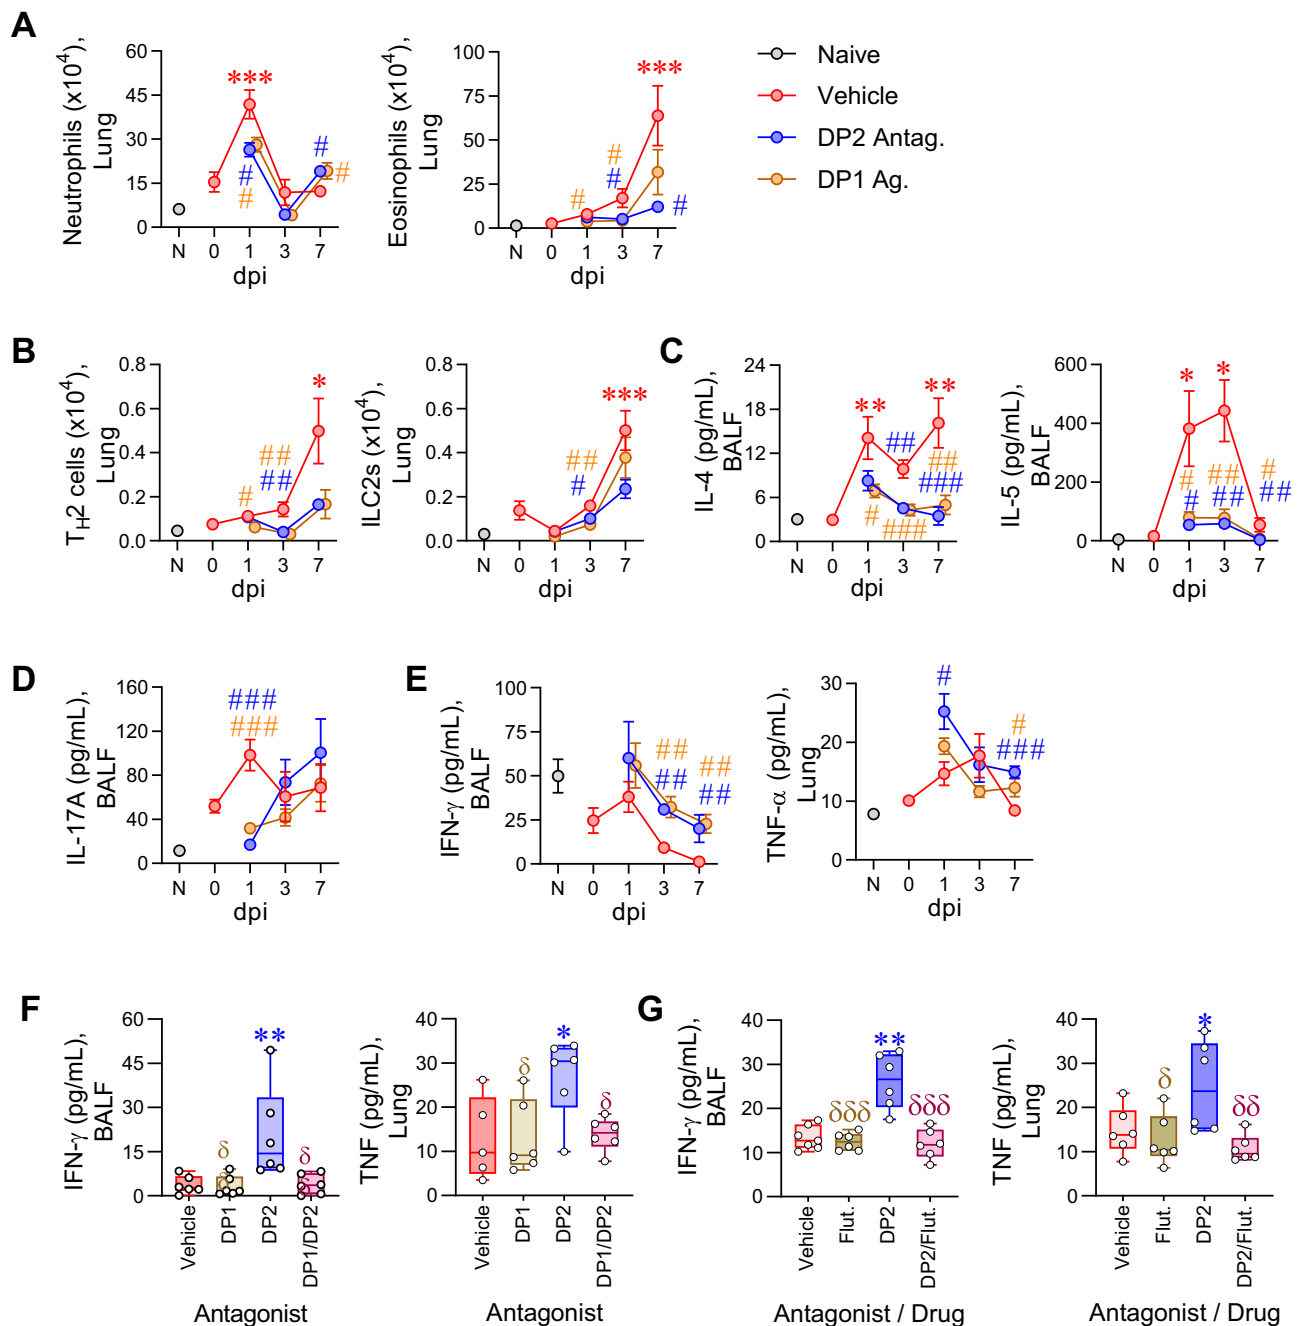 A
Neutrophils (x10⁴),
Lung
60
45
30
15
0
***
#
#
#
#
N 0 1 3 7
dpi
Eosinophils (x10⁴),
Lung
100
75
50
25
0
***
#
#
#
#
N 0 1 3 7
dpi
Naive
Vehicle
DP2 Antag.
DP1 Ag.
B
T_H2 cells (x10⁴),
Lung
0.8
0.6
0.4
0.2
0.0
*
##
##
#
N 0 1 3 7
dpi
ILC2s (x10⁴),
Lung
0.8
0.6
0.4
0.2
0.0
***
##
#
N 0 1 3 7
dpi
C
IL-4 (pg/mL),
BALF
24
18
12
6
0
**
**
##
##
###
#
###
N 0 1 3 7
dpi
IL-5 (pg/mL),
BALF
600
400
200
0
*
*
#
#
##
##
#
##
N 0 1 3 7
dpi
D
IL-17A (pg/mL),
BALF
160
120
80
40
0
###
###
N 0 1 3 7
dpi
E
IFN-γ (pg/mL),
BALF
100
75
50
25
0
##
##
##
##
N 0 1 3 7
dpi
TNF-α (pg/mL),
Lung
30
20
10
0
#
#
###
N 0 1 3 7
dpi
F
IFN-γ (pg/mL),
BALF
60
45
30
15
0
δ
δ
**
δ
δ
Vehicle
DP1
DP2
DP1/DP2
Antagonist
TNF (pg/mL),
Lung
40
30
20
10
0
δ
*
δ
Vehicle
DP1
DP2
DP1/DP2
Antagonist
G
IFN-γ (pg/mL),
BALF
40
30
20
10
0
δδδ
**
δδδ
Vehicle
Flut.
DP2
DP2/Flut.
Antagonist / Drug
TNF (pg/mL),
Lung
40
30
20
10
0
δ
*
δδ
Vehicle
Flut.
DP2
DP2/Flut.
Antagonist / Drug